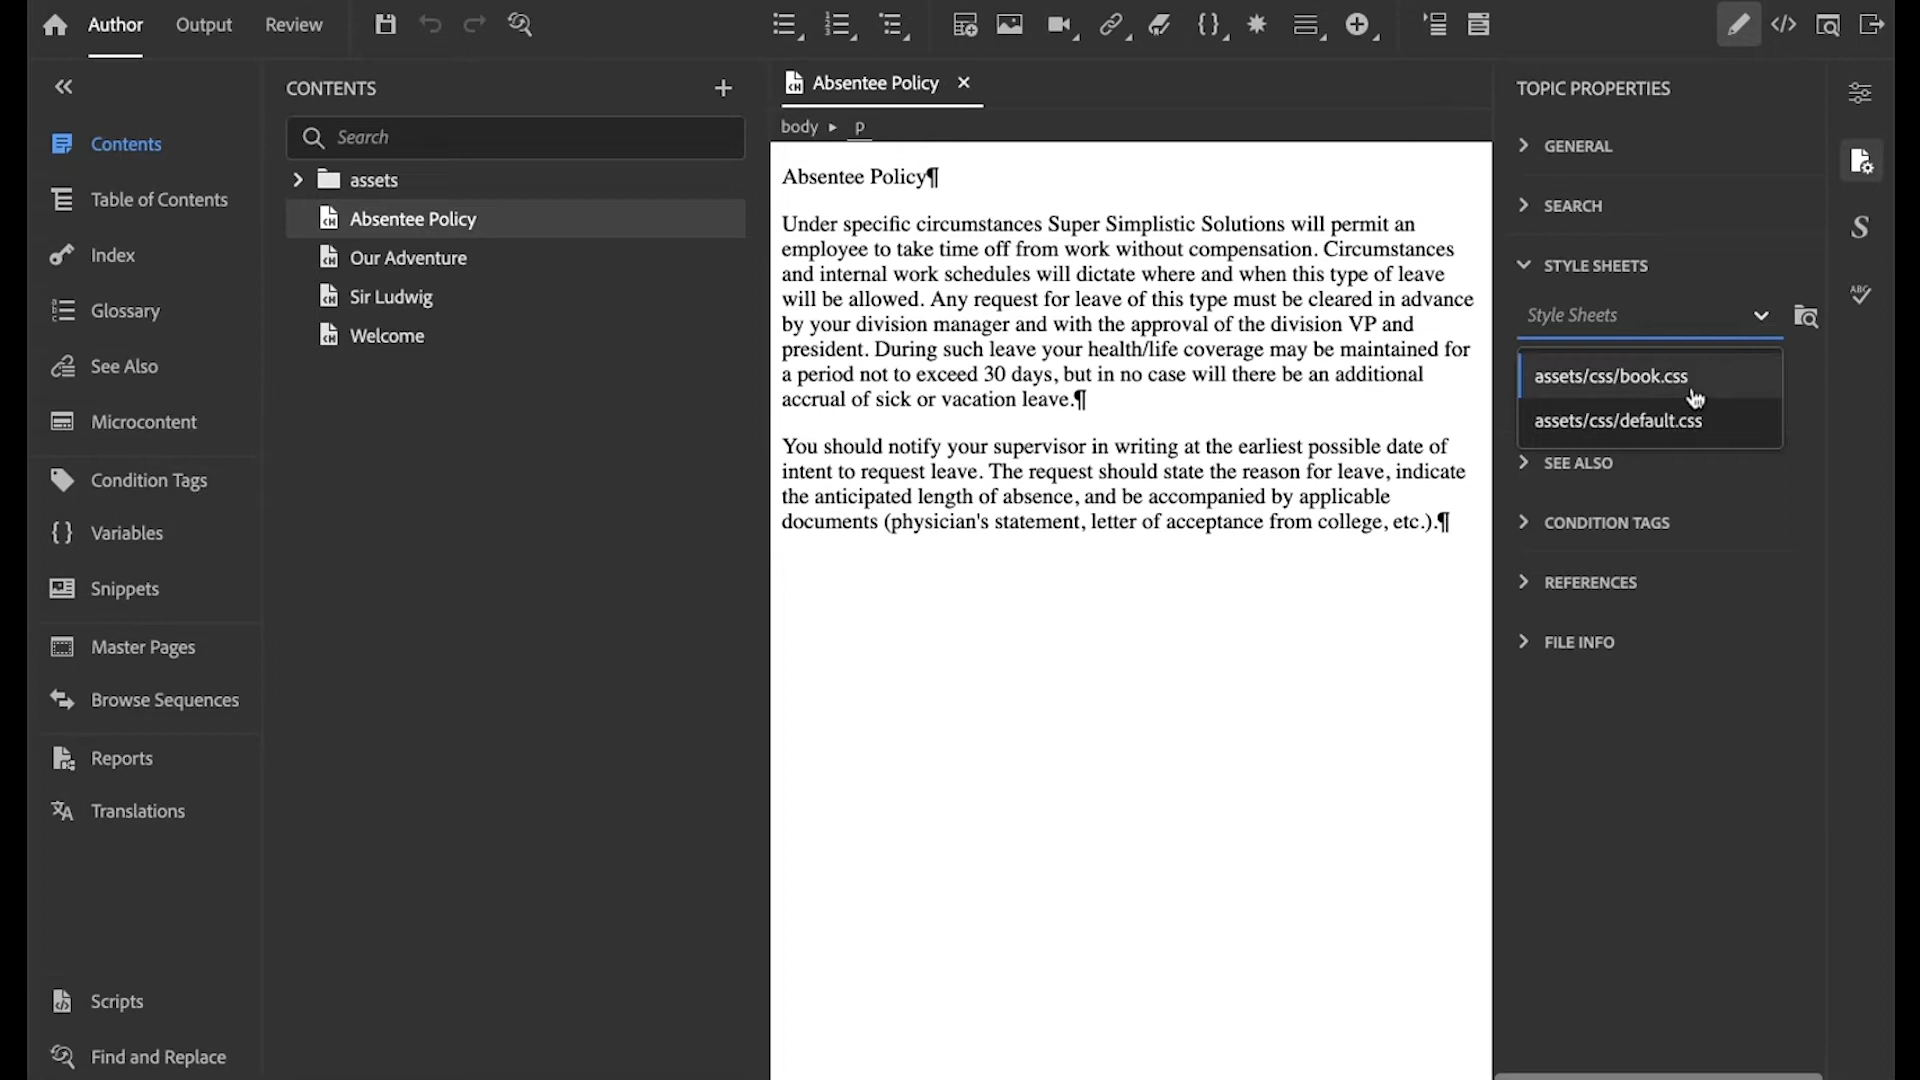 Author
Output
Review
Contents
Table of Contents
Index
Glossary
See Also
Microcontent
Condition Tags
Variables
Snippets
Master Pages
Browse Sequences
Reports
Translations
Scripts
Find and Replace
CONTENTS
Search
assets
Absentee Policy
Our Adventure
Sir Ludwig
Welcome
Absentee Policy
body p
Absentee Policy¶
Under specific circumstances Super Simplistic Solutions will permit an
employee to take time off from work without compensation. Circumstances
and internal work schedules will dictate where and when this type of leave
will be allowed. Any request for leave of this type must be cleared in advance
by your division manager and with the approval of the division VP and
president. During such leave your health/life coverage may be maintained for
a period not to exceed 30 days, but in no case will there be an additional
accrual of sick or vacation leave.¶
You should notify your supervisor in writing at the earliest possible date of
intent to request leave. The request should state the reason for leave, indicate
the anticipated length of absence, and be accompanied by applicable
documents (physician's statement, letter of acceptance from college, etc.).¶
TOPIC PROPERTIES
GENERAL
SEARCH
STYLE SHEETS
Style Sheets
assets/css/book.css
assets/css/default.css
SEE ALSO
CONDITION TAGS
REFERENCES
FILE INFO
S
ABC